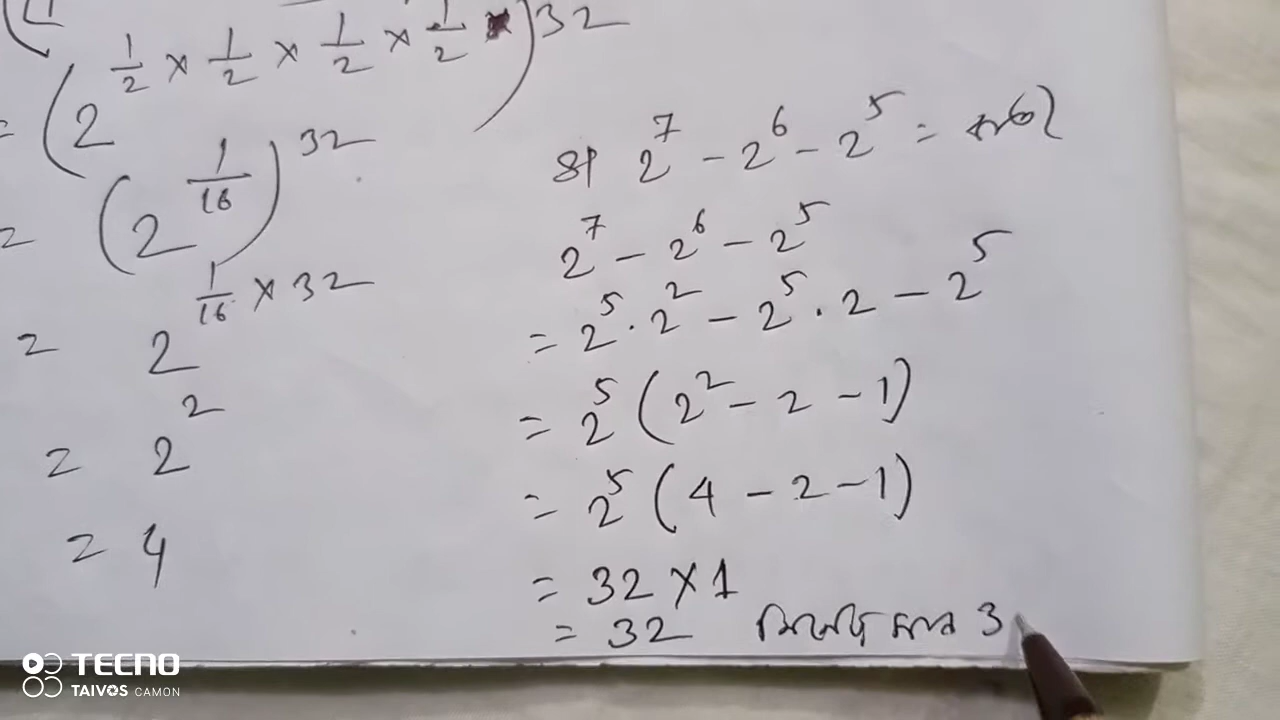 = (2^{1/2 × 1/2 × 1/2 × 1/2})^{32}
= (2^{1/16})^{32}
= 2^{1/16 × 32}
= 2^2
= 4
8। 2^7 - 2^6 - 2^5 = কত?
2^7 - 2^6 - 2^5
= 2^5 . 2^2 - 2^5 . 2 - 2^5
= 2^5 (2^2 - 2 - 1)
= 2^5 (4 - 2 - 1)
= 32 × 1
= 32 নির্ণেয় মান 3
TECNO
TAIVOS CAMON